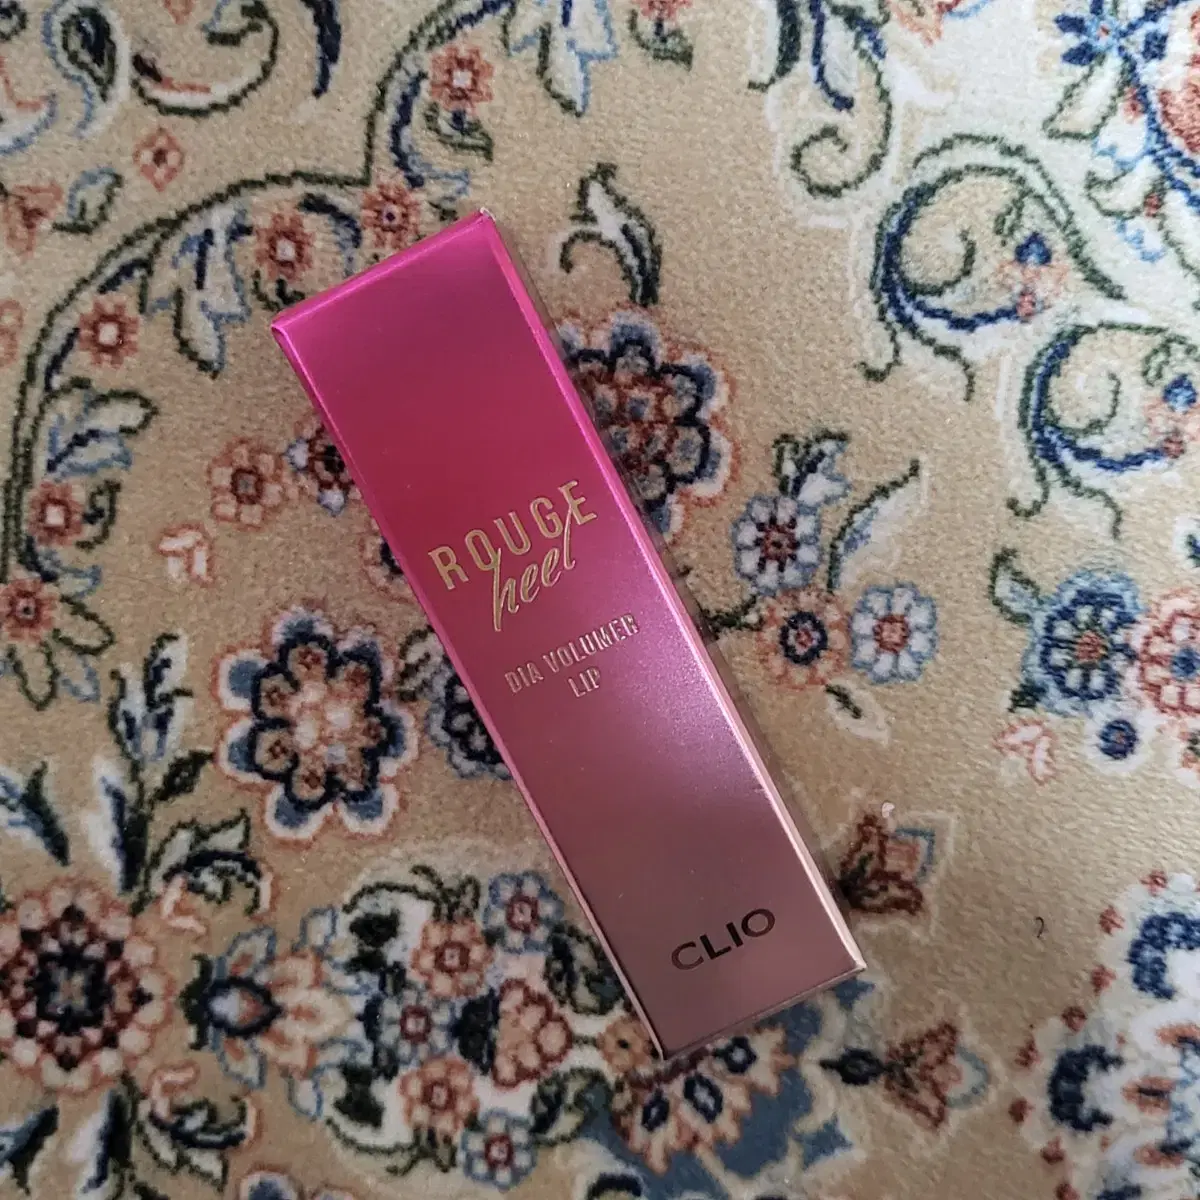 ROUGE
heel
DIA VOLUMER
LIP
CLIO